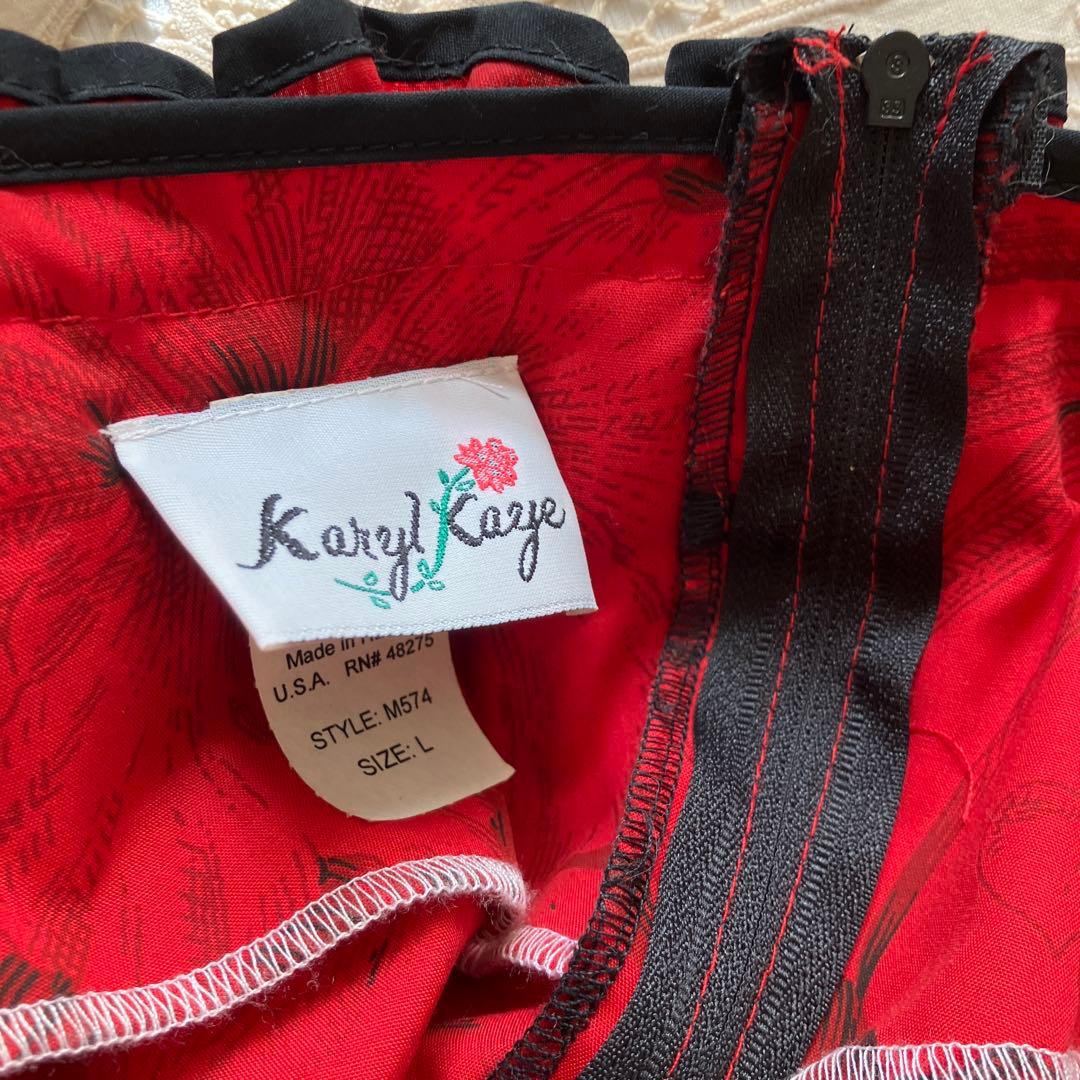 Karyl Kaye
Made in
U.S.A. RN# 48275
STYLE: M574
SIZE: L